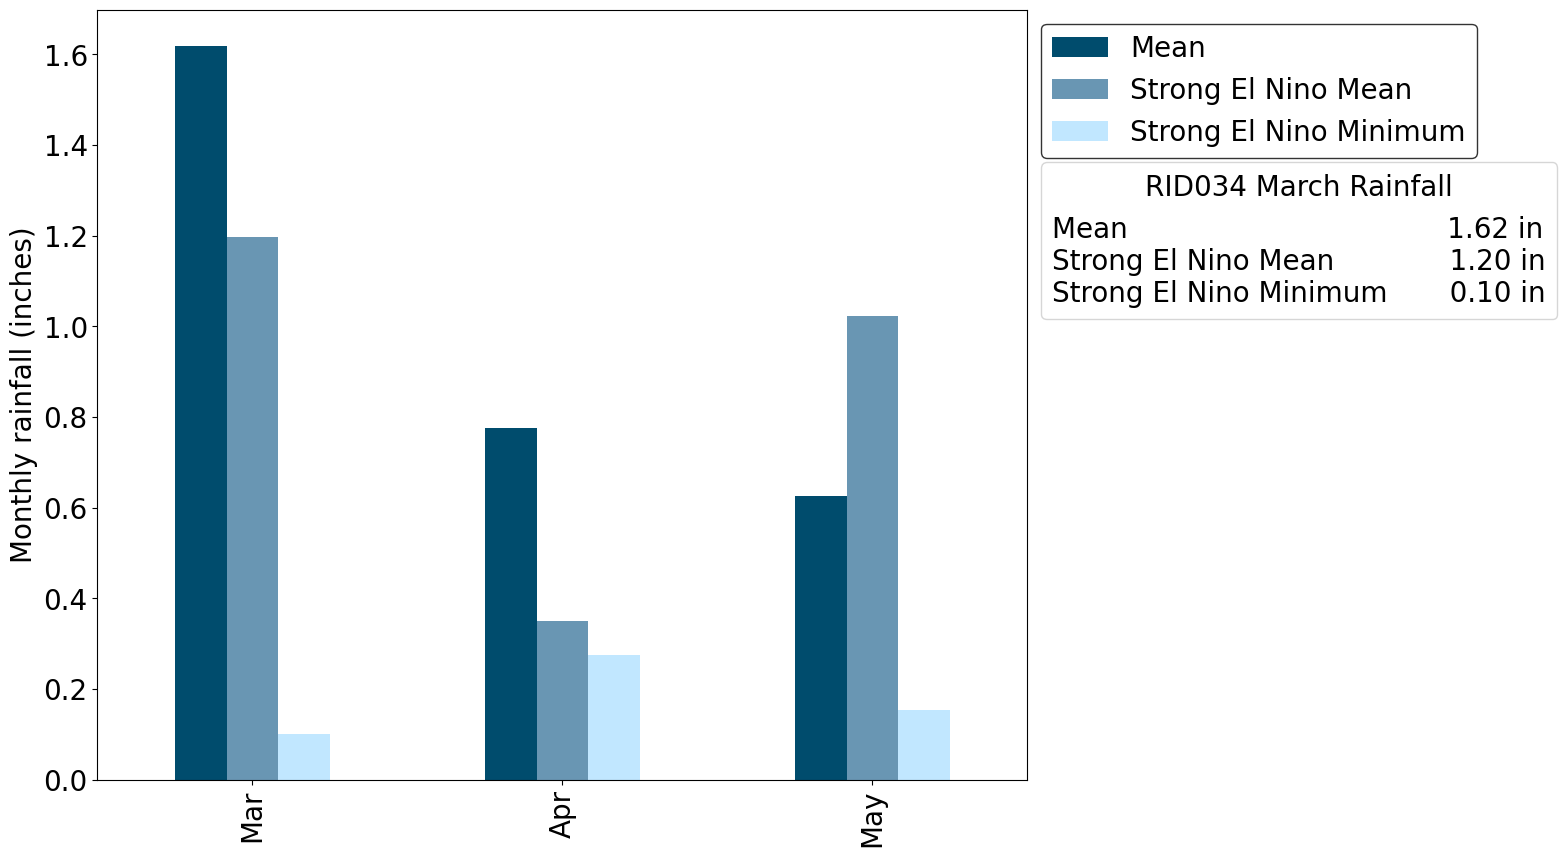 Mean
Strong El Nino Mean
Strong El Nino Minimum
RID034 March Rainfall
Mean 1.62 in
Strong El Nino Mean 1.20 in
Strong El Nino Minimum 0.10 in
Monthly rainfall (inches)
1.6
1.4
1.2
1.0
0.8
0.6
0.4
0.2
0.0
Mar
Apr
May